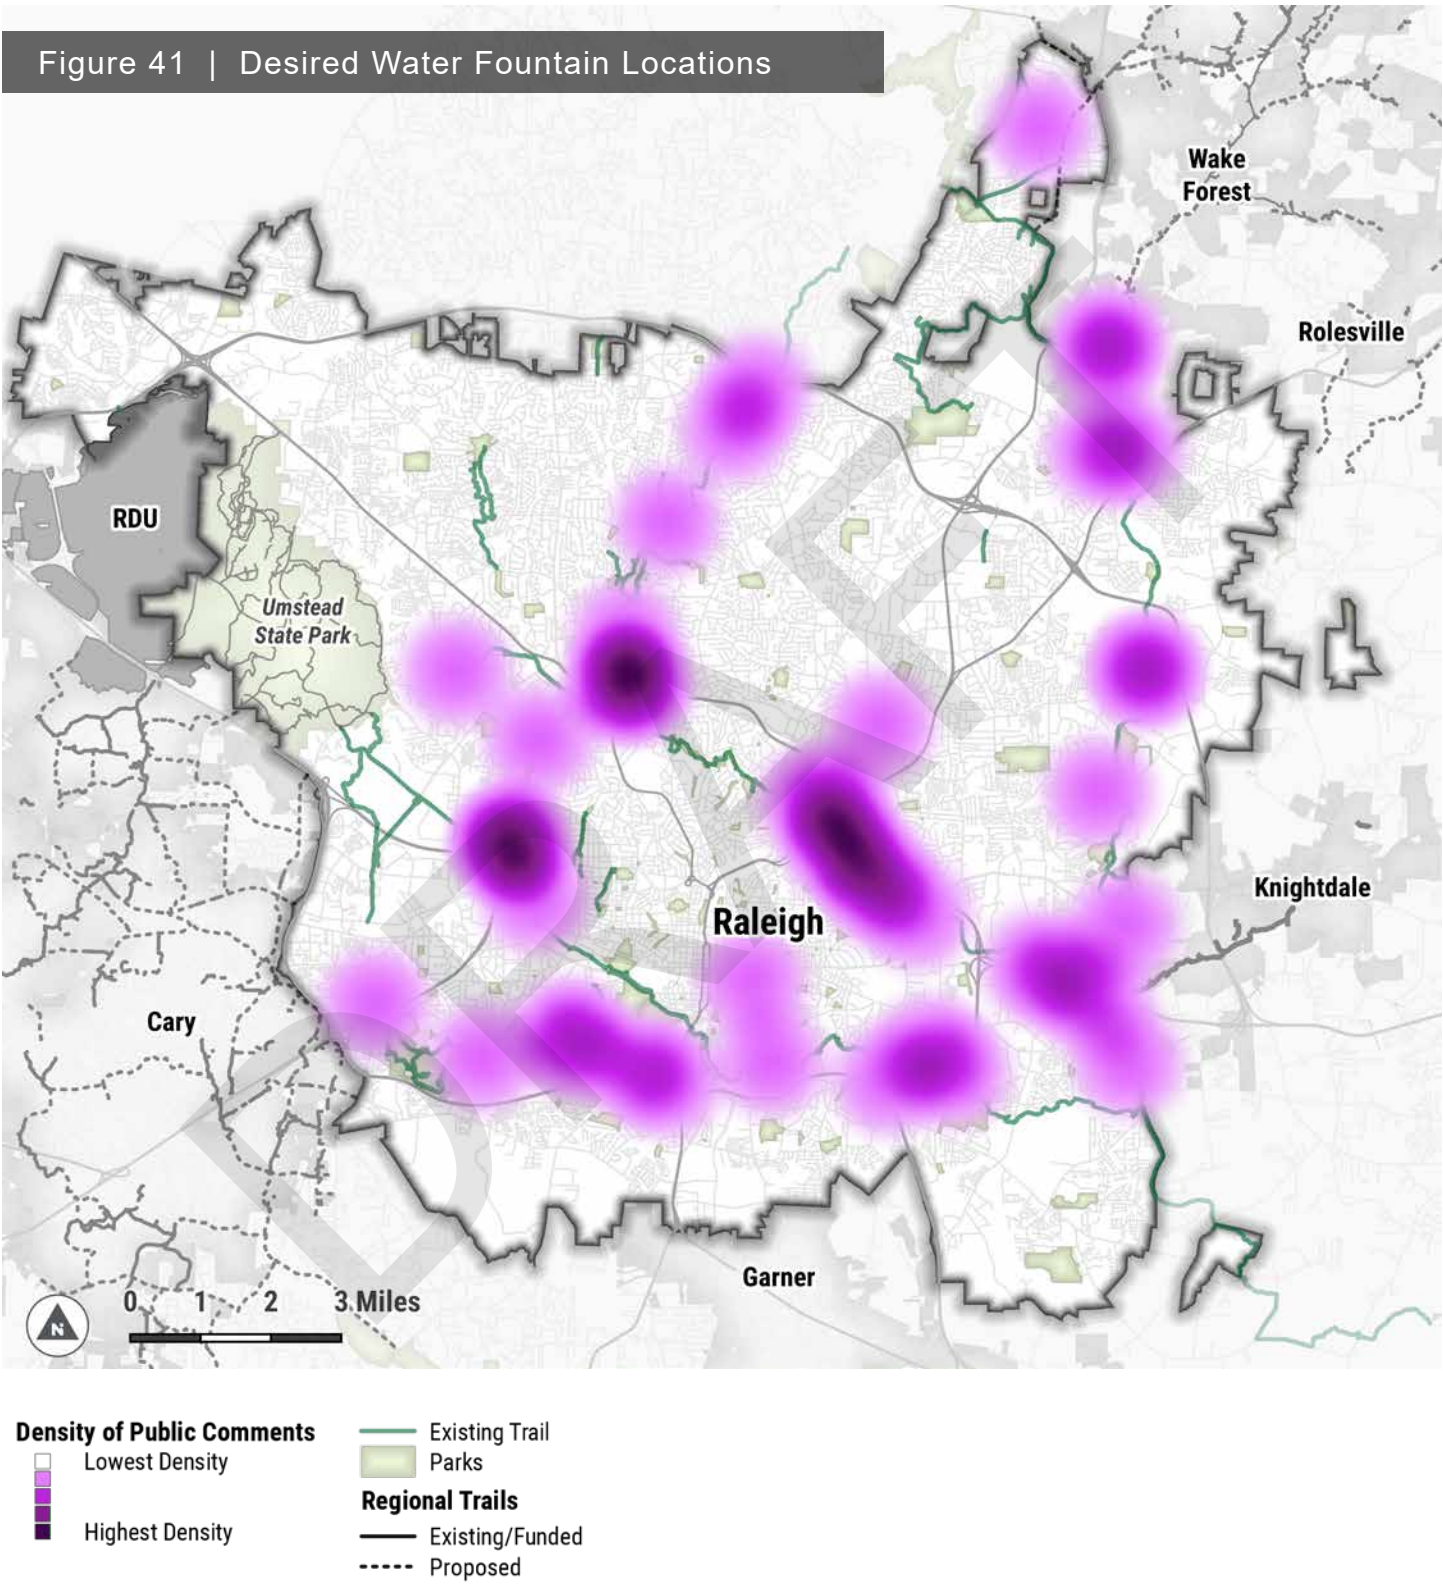 Figure 41 | Desired Water Fountain Locations
Wake
Forest
Rolesville
RDU
Umstead
State Park
Knightdale
Raleigh
Cary
Garner
DRAFT
N
0 1 2 3 Miles
Density of Public Comments
Lowest Density
Highest Density
Existing Trail
Parks
Regional Trails
Existing/Funded
Proposed